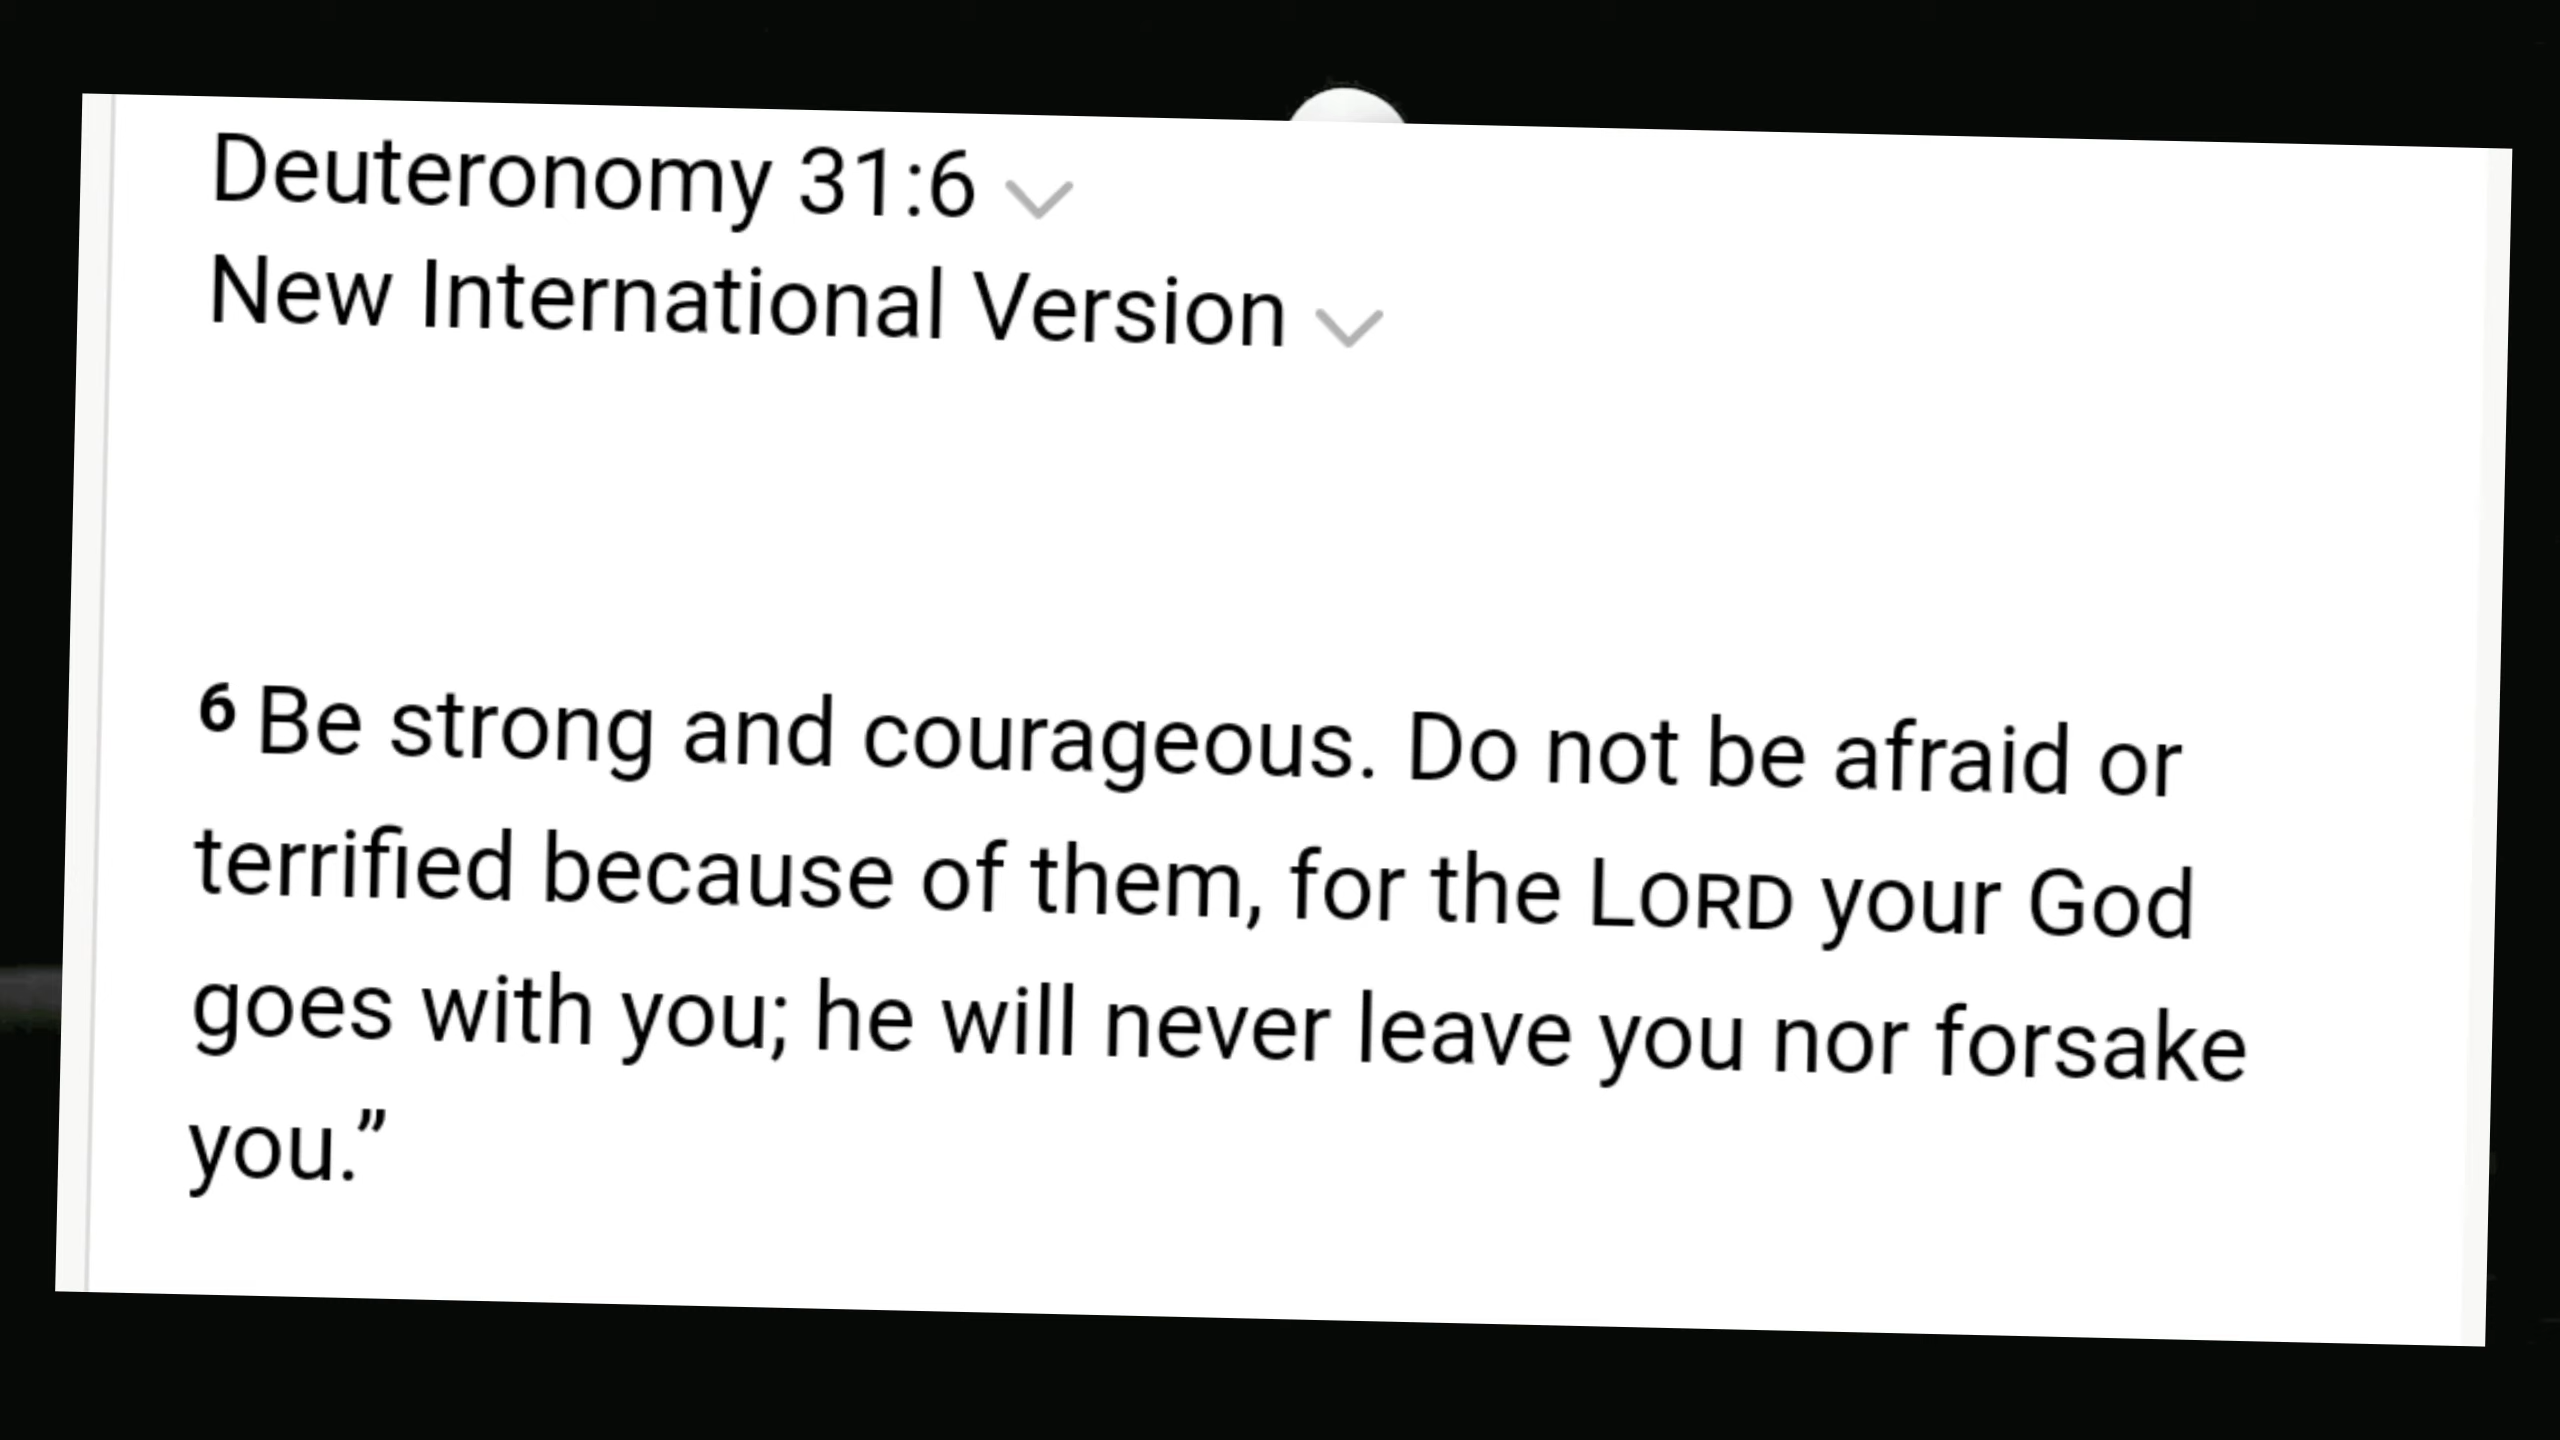 Deuteronomy 31:6
New International Version
6 Be strong and courageous. Do not be afraid or
terrified because of them, for the LORD your God
goes with you; he will never leave you nor forsake
you.”